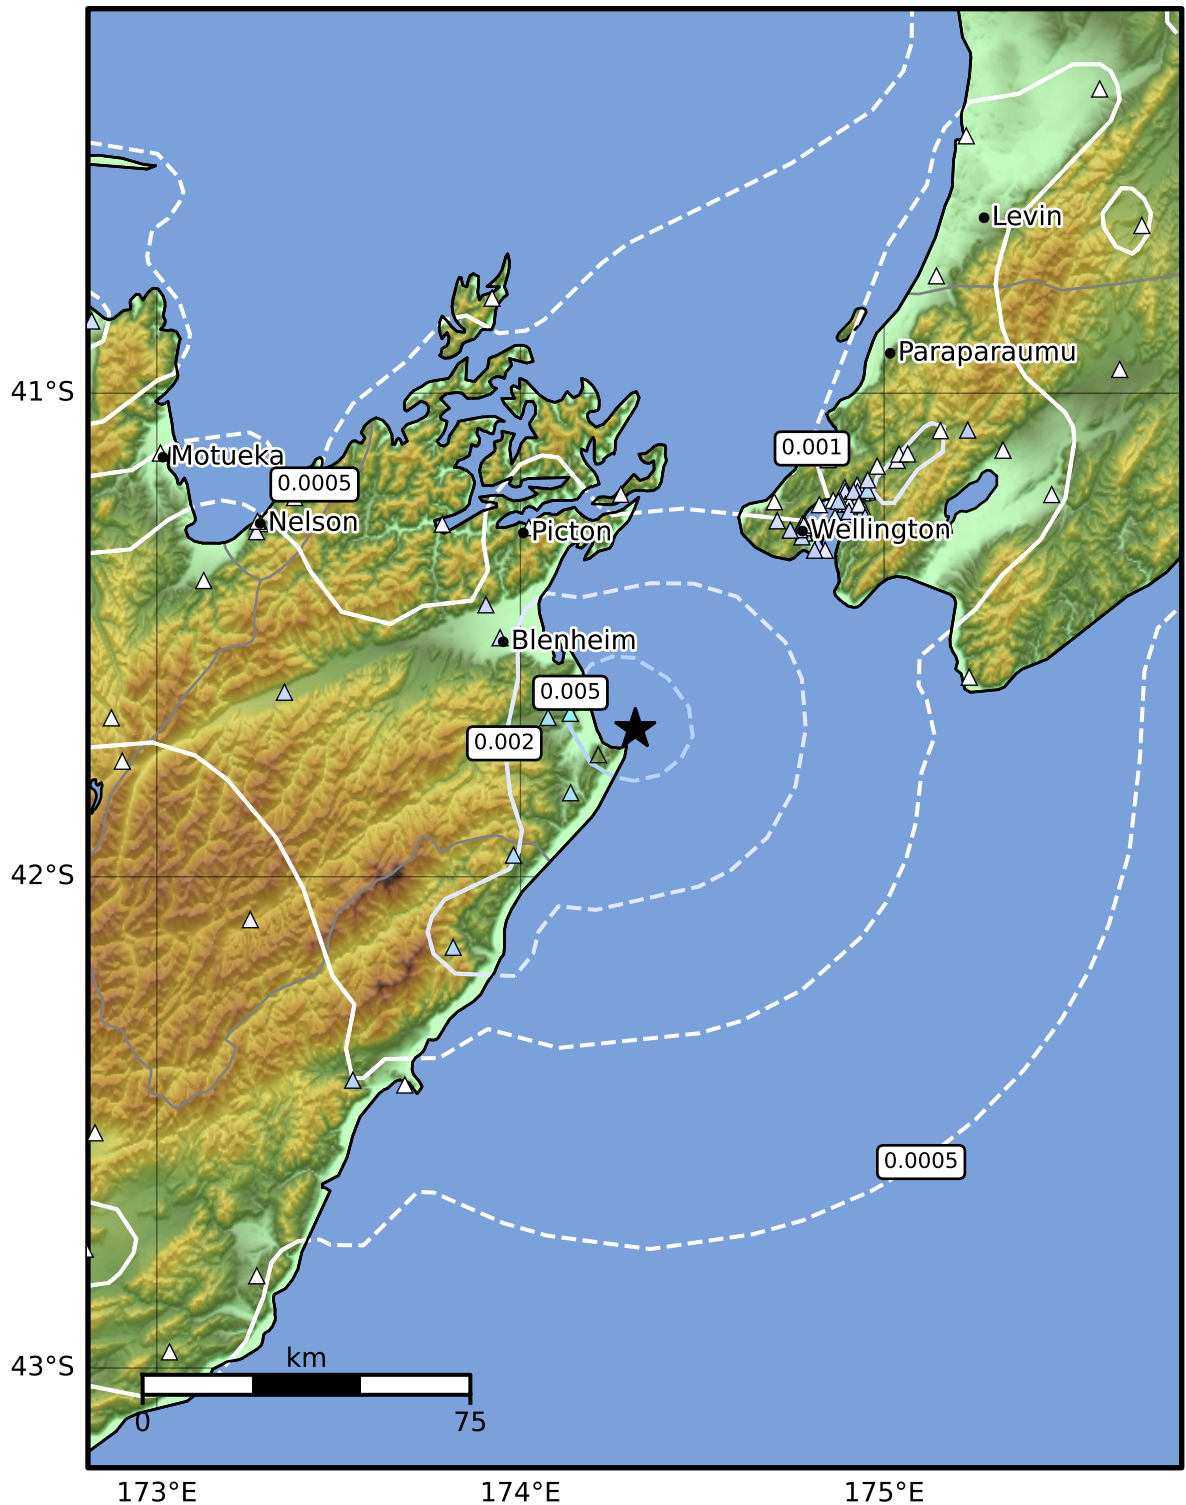 Levin
Paraparaumu
41°S
0.001
Motueka
0.0005
Nelson
Picton
Wellington
Blenheim
0.005
0.002
42°S
0.0005
43°S
km
0
75
173°E
174°E
175°E